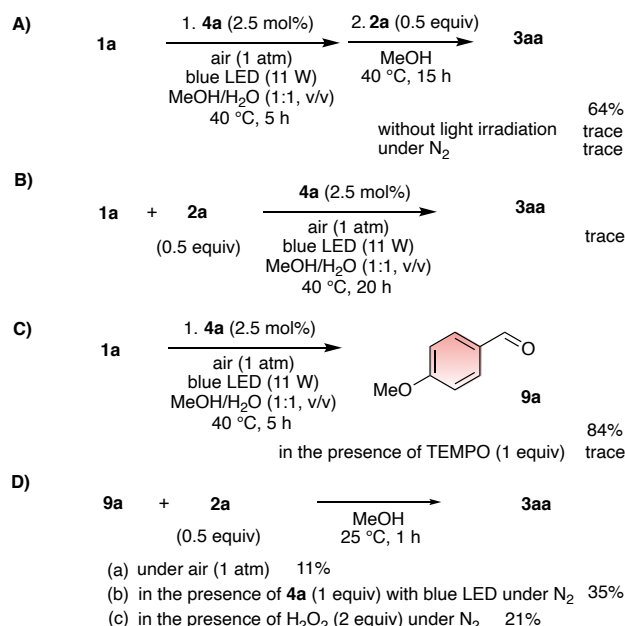 A)
1a 1. 4a (2.5 mol%) 2. 2a (0.5 equiv) 3aa
air (1 atm) MeOH
blue LED (11 W) 40 °C, 15 h
MeOH/H₂O (1:1, v/v)
40 °C, 5 h
64%
without light irradiation trace
under N₂ trace
B)
4a (2.5 mol%)
1a + 2a 3aa
(0.5 equiv) air (1 atm) trace
blue LED (11 W)
MeOH/H₂O (1:1, v/v)
40 °C, 20 h
C)
1. 4a (2.5 mol%)
1a O
air (1 atm)
blue LED (11 W)
MeOH/H₂O (1:1, v/v) MeO 9a
40 °C, 5 h
84%
in the presence of TEMPO (1 equiv) trace
D)
9a + 2a 3aa
(0.5 equiv) MeOH
25 °C, 1 h
(a) under air (1 atm) 11%
(b) in the presence of 4a (1 equiv) with blue LED under N₂ 35%
(c) in the presence of H₂O₂ (2 equiv) under N₂ 21%